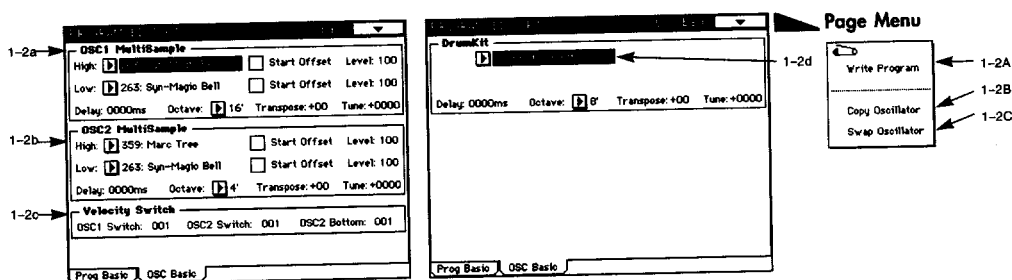 Page Menu
1-2a
OSC1 MultiSample
High:
Start Offset Level: 100
Low: 263: Syn-Magic Bell
Start Offset Level: 100
Delay: 0000ms Octave: 16' Transpose: +00 Tune: +0000
1-2b
OSC2 MultiSample
High: 359: Marc Tree
Start Offset Level: 100
Low: 263: Syn-Magic Bell
Start Offset Level: 100
Delay: 0000ms Octave: 4' Transpose: +00 Tune: +0000
1-2c
Velocity Switch
OSC1 Switch: 001 OSC2 Switch: 001 OSC2 Bottom: 001
Prog Basic OSC Basic
DrumKit
1-2d
Delay: 0000ms Octave: 8' Transpose: +00 Tune: +0000
Prog Basic OSC Basic
Write Program
1-2A
Copy Oscillator
1-2B
Swap Oscillator
1-2C